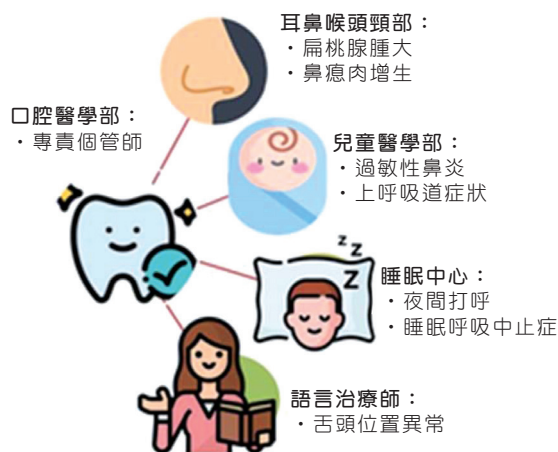 耳鼻喉頭頸部：
・扁桃腺腫大
・鼻瘜肉增生
口腔醫學部：
・專責個管師
兒童醫學部：
・過敏性鼻炎
・上呼吸道症狀
z z
Z
睡眠中心：
・夜間打呼
・睡眠呼吸中止症
語言治療師：
・舌頭位置異常